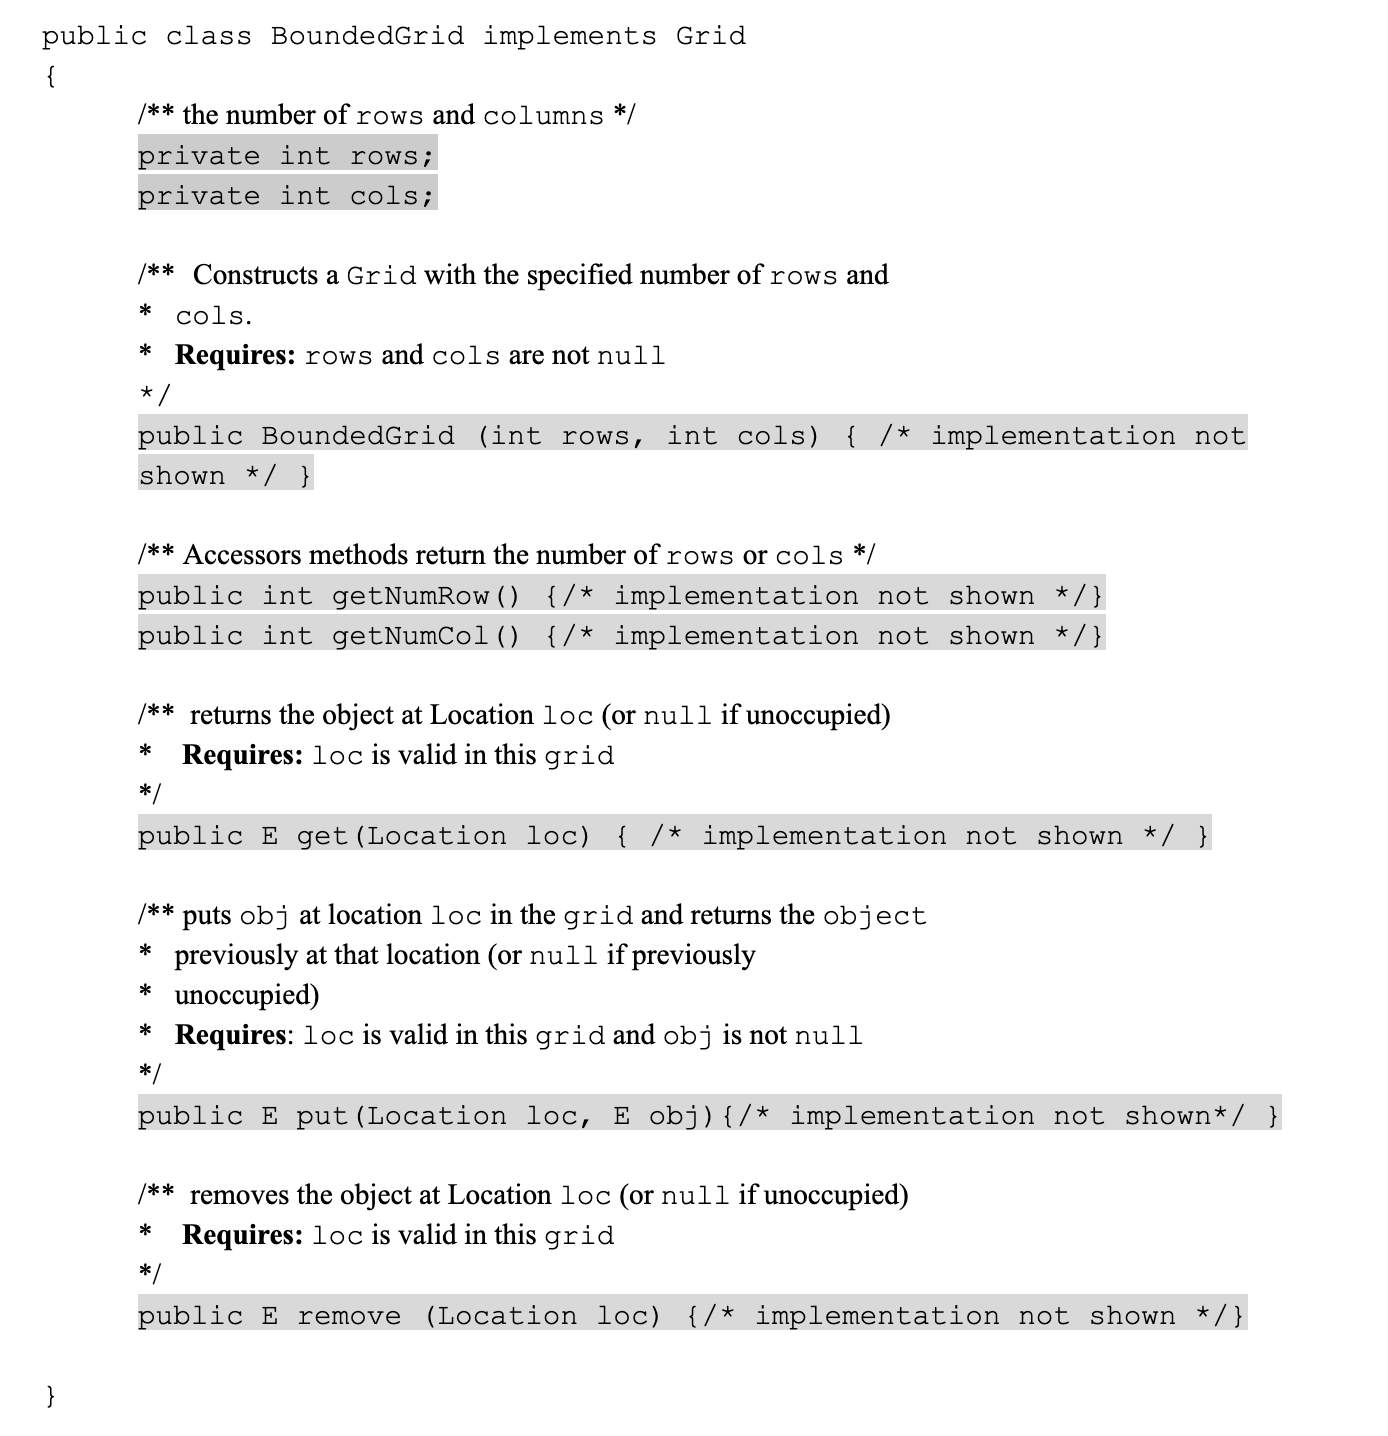 public class BoundedGrid implements Grid
{
/** the number of rows and columns */
private int rows;
private int cols;
/** Constructs a Grid with the specified number of rows and
* cols.
* Requires: rows and cols are not null
*/
public BoundedGrid (int rows, int cols) { /* implementation not
shown */ }
/** Accessors methods return the number of rows or cols */
public int getNumRow() {/* implementation not shown */}
public int getNumCol() {/* implementation not shown */}
/** returns the object at Location loc (or null if unoccupied)
* Requires: loc is valid in this grid
*/
public E get(Location loc) { /* implementation not shown */ }
/** puts obj at location loc in the grid and returns the object
* previously at that location (or null if previously
* unoccupied)
* Requires: loc is valid in this grid and obj is not null
*/
public E put(Location loc, E obj){/* implementation not shown*/ }
/** removes the object at Location loc (or null if unoccupied)
* Requires: loc is valid in this grid
*/
public E remove (Location loc) {/* implementation not shown */}
}